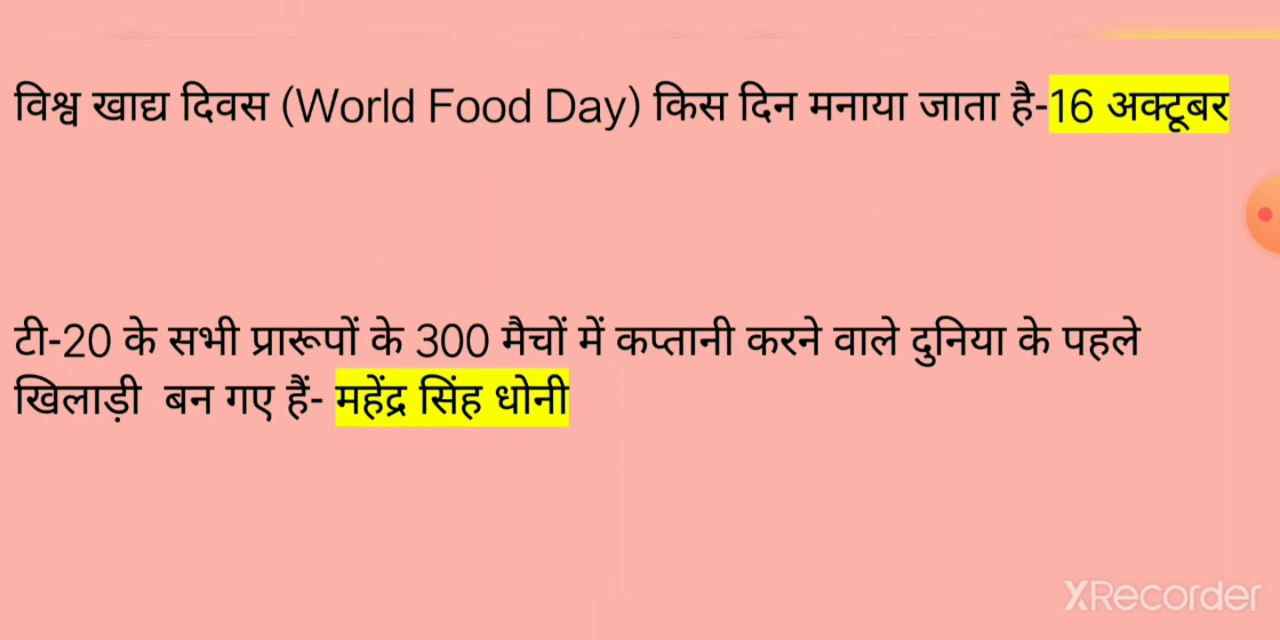 विश्व खाद्य दिवस (World Food Day) किस दिन मनाया जाता है-16 अक्टूबर
टी-20 के सभी प्रारूपों के 300 मैचों में कप्तानी करने वाले दुनिया के पहले
खिलाड़ी  बन गए हैं- महेंद्र सिंह धोनी
XRecorder